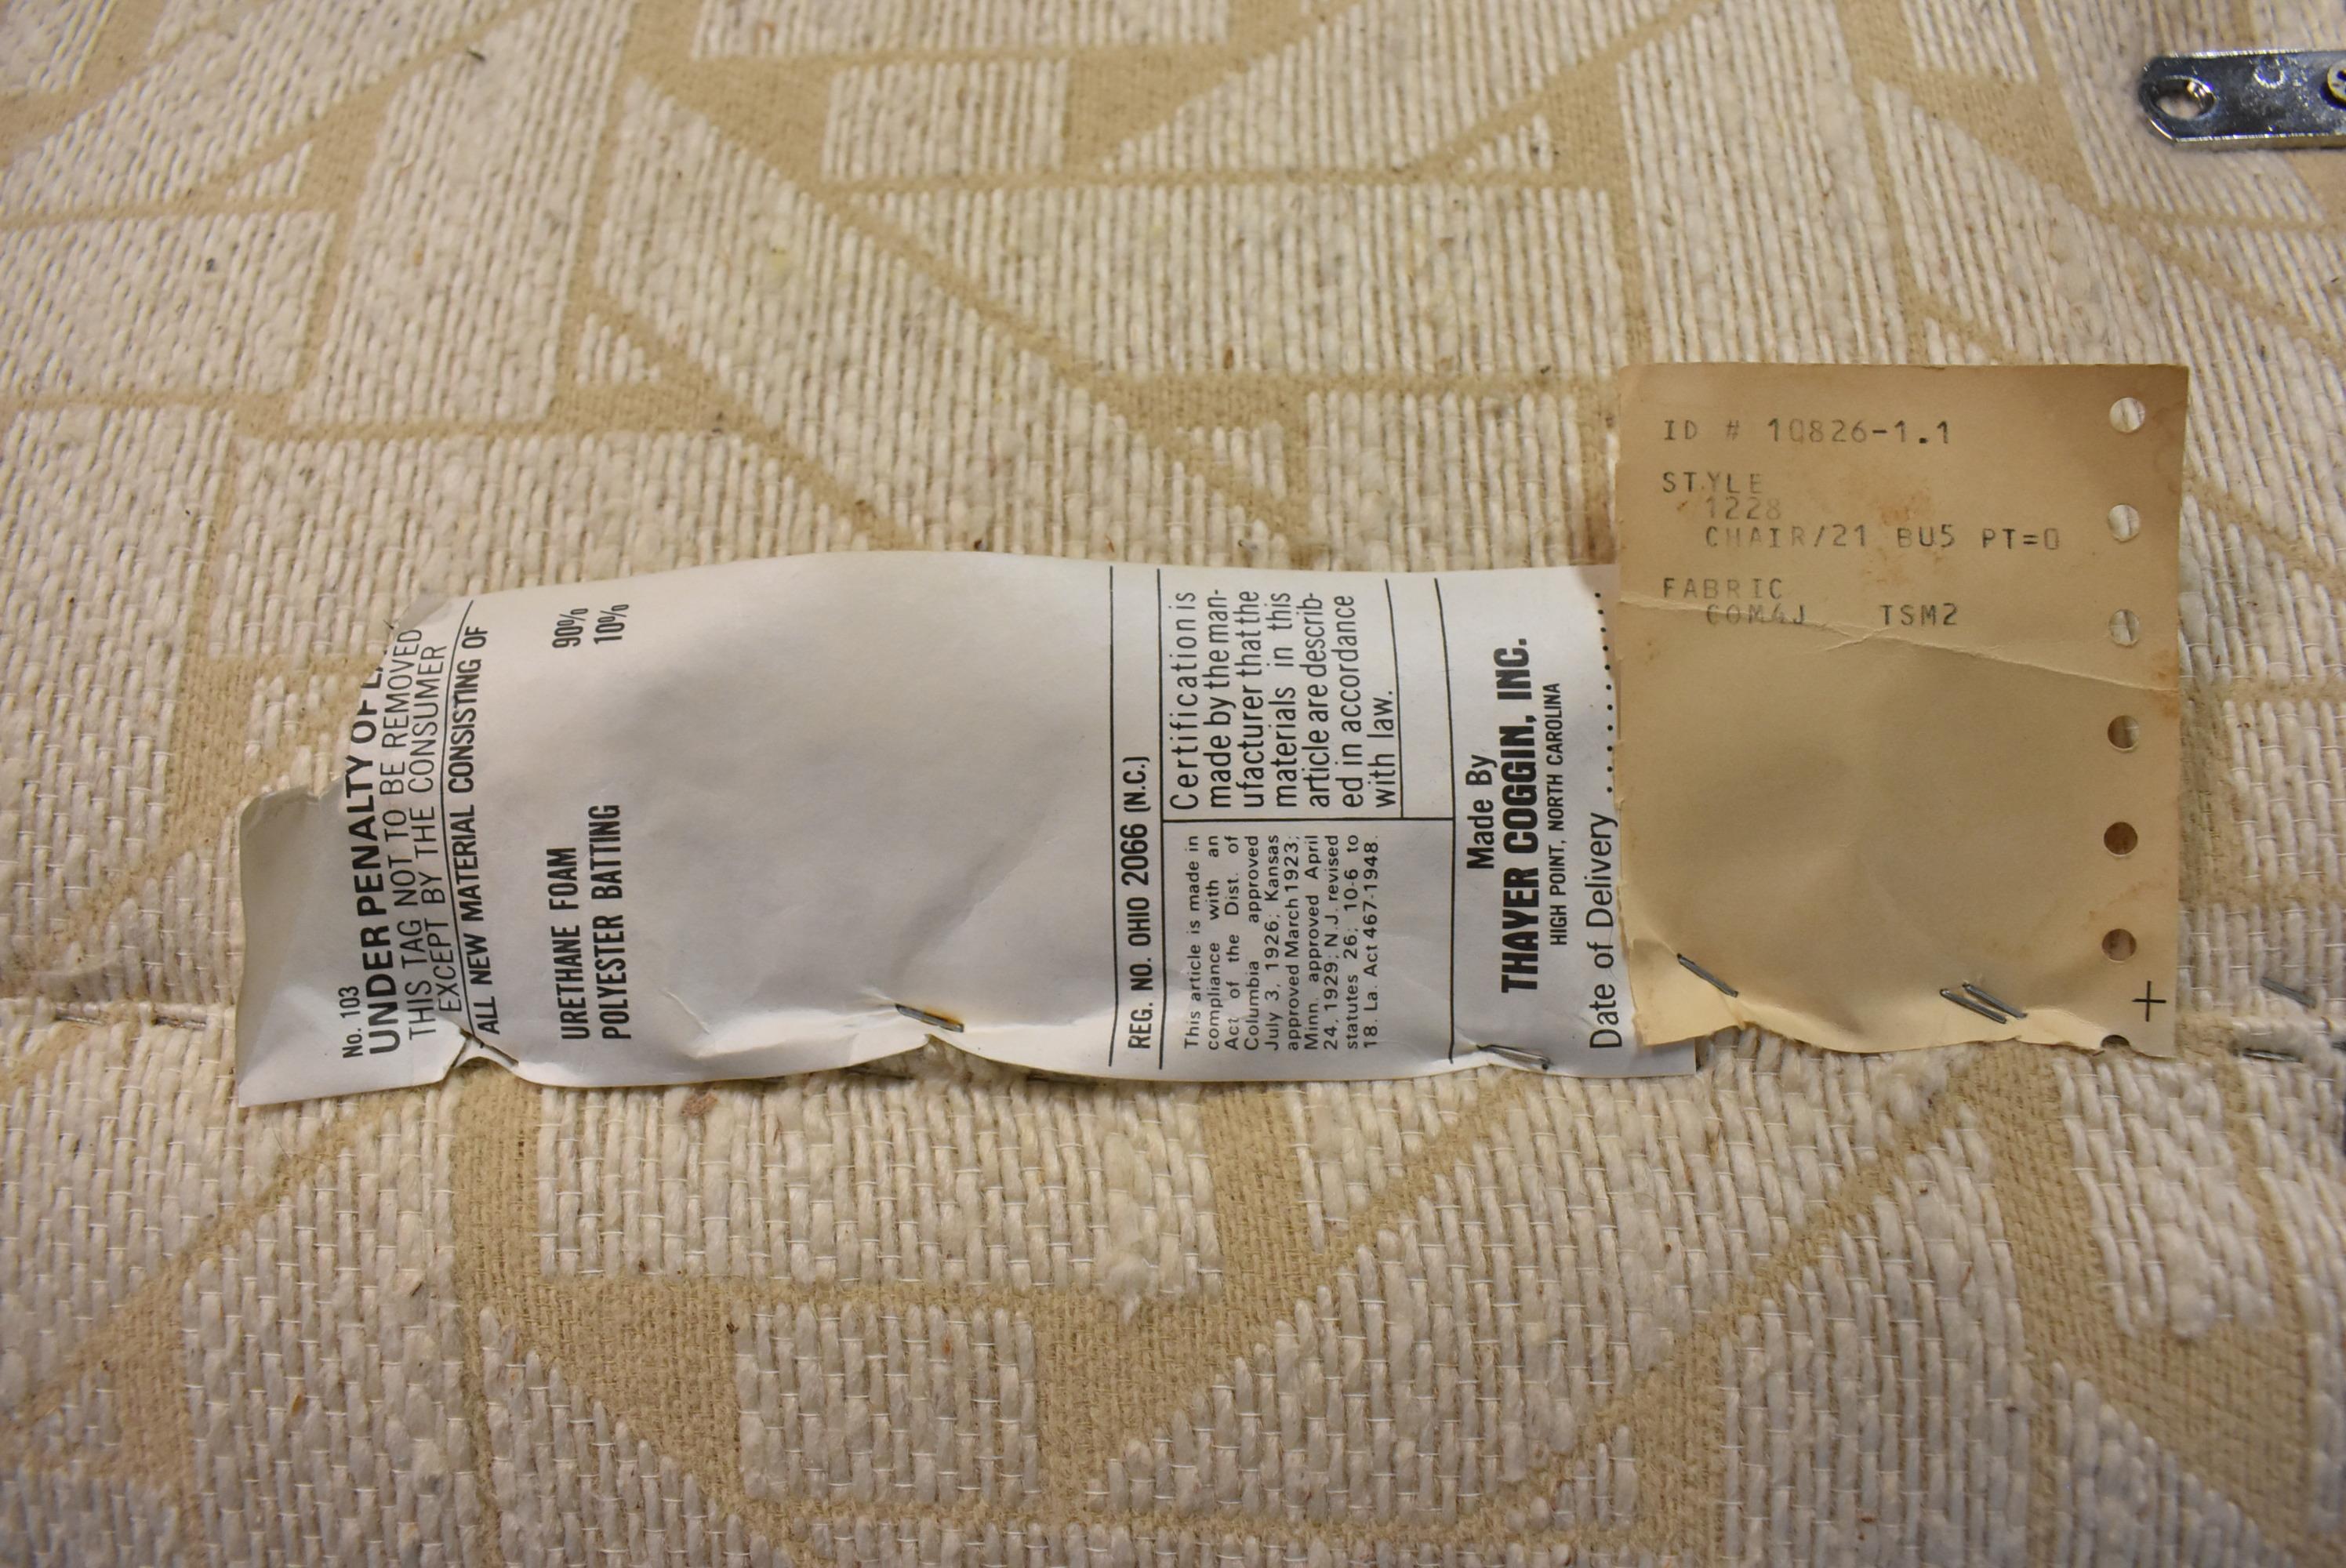 No. 103
UNDER PENALTY OF
THIS TAG NOT TO BE REMOVED
EXCEPT BY THE CONSUMER
ALL NEW MATERIAL CONSISTING OF
URETHANE FOAM 90%
POLYESTER BATTING 10%
REG. NO. OHIO 2066 (N.C.)
This article is made in
compliance with an
Act of the Dist. of
Columbia approved
July 3, 1926; Kansas
approved March 1923;
Minn. approved April
24, 1929; N.J. revised
statutes 26; 10-6 to
18. La. Act 467-1948.
Certification is
made by the man-
ufacturer that the
materials in this
article are describ-
ed in accordance
with law.
Made By
THAYER COGGIN, INC.
HIGH POINT, NORTH CAROLINA
Date of Delivery
ID # 10826-1.1
STYLE
1228
CHAIR/21 BU5 PT=0
FABRIC
COM4J TSM2